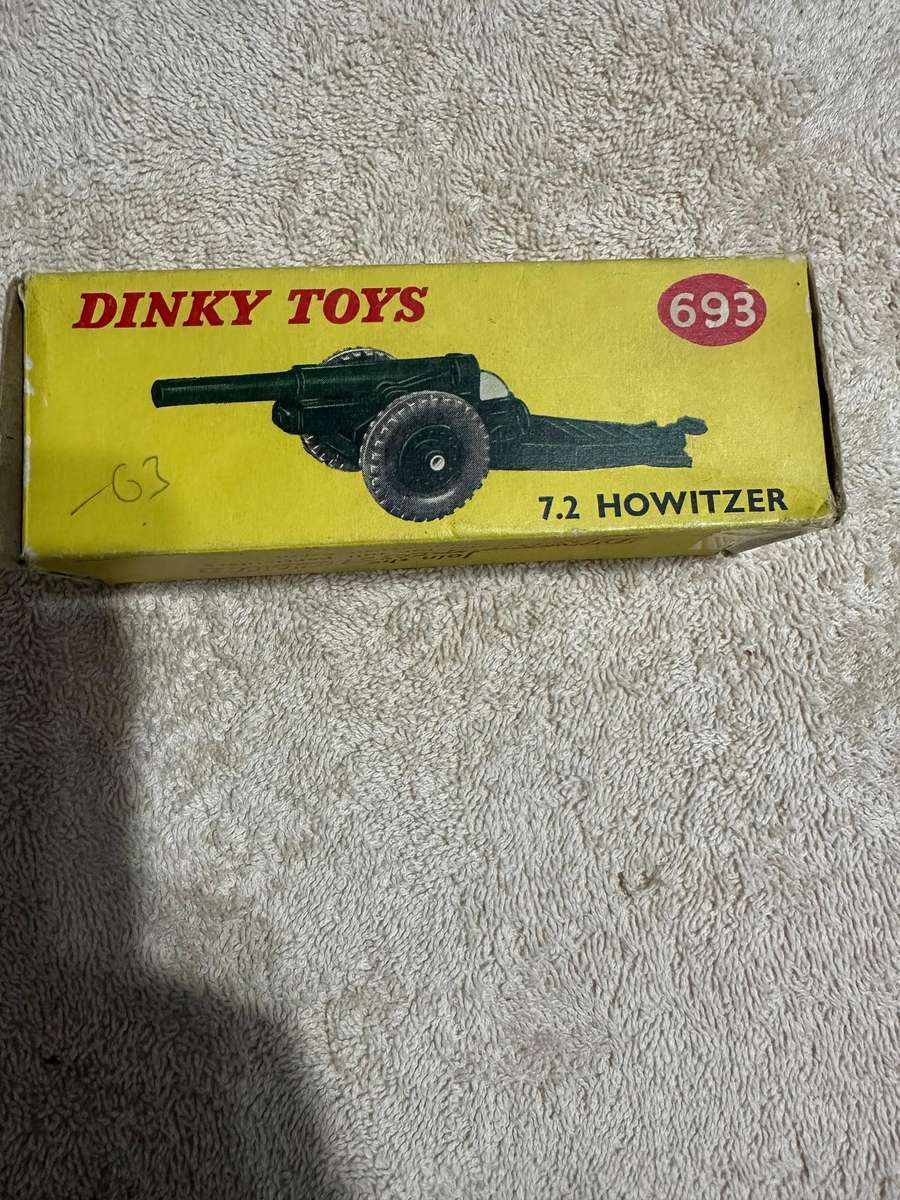 DINKY TOYS
693
-63
7.2 HOWITZER